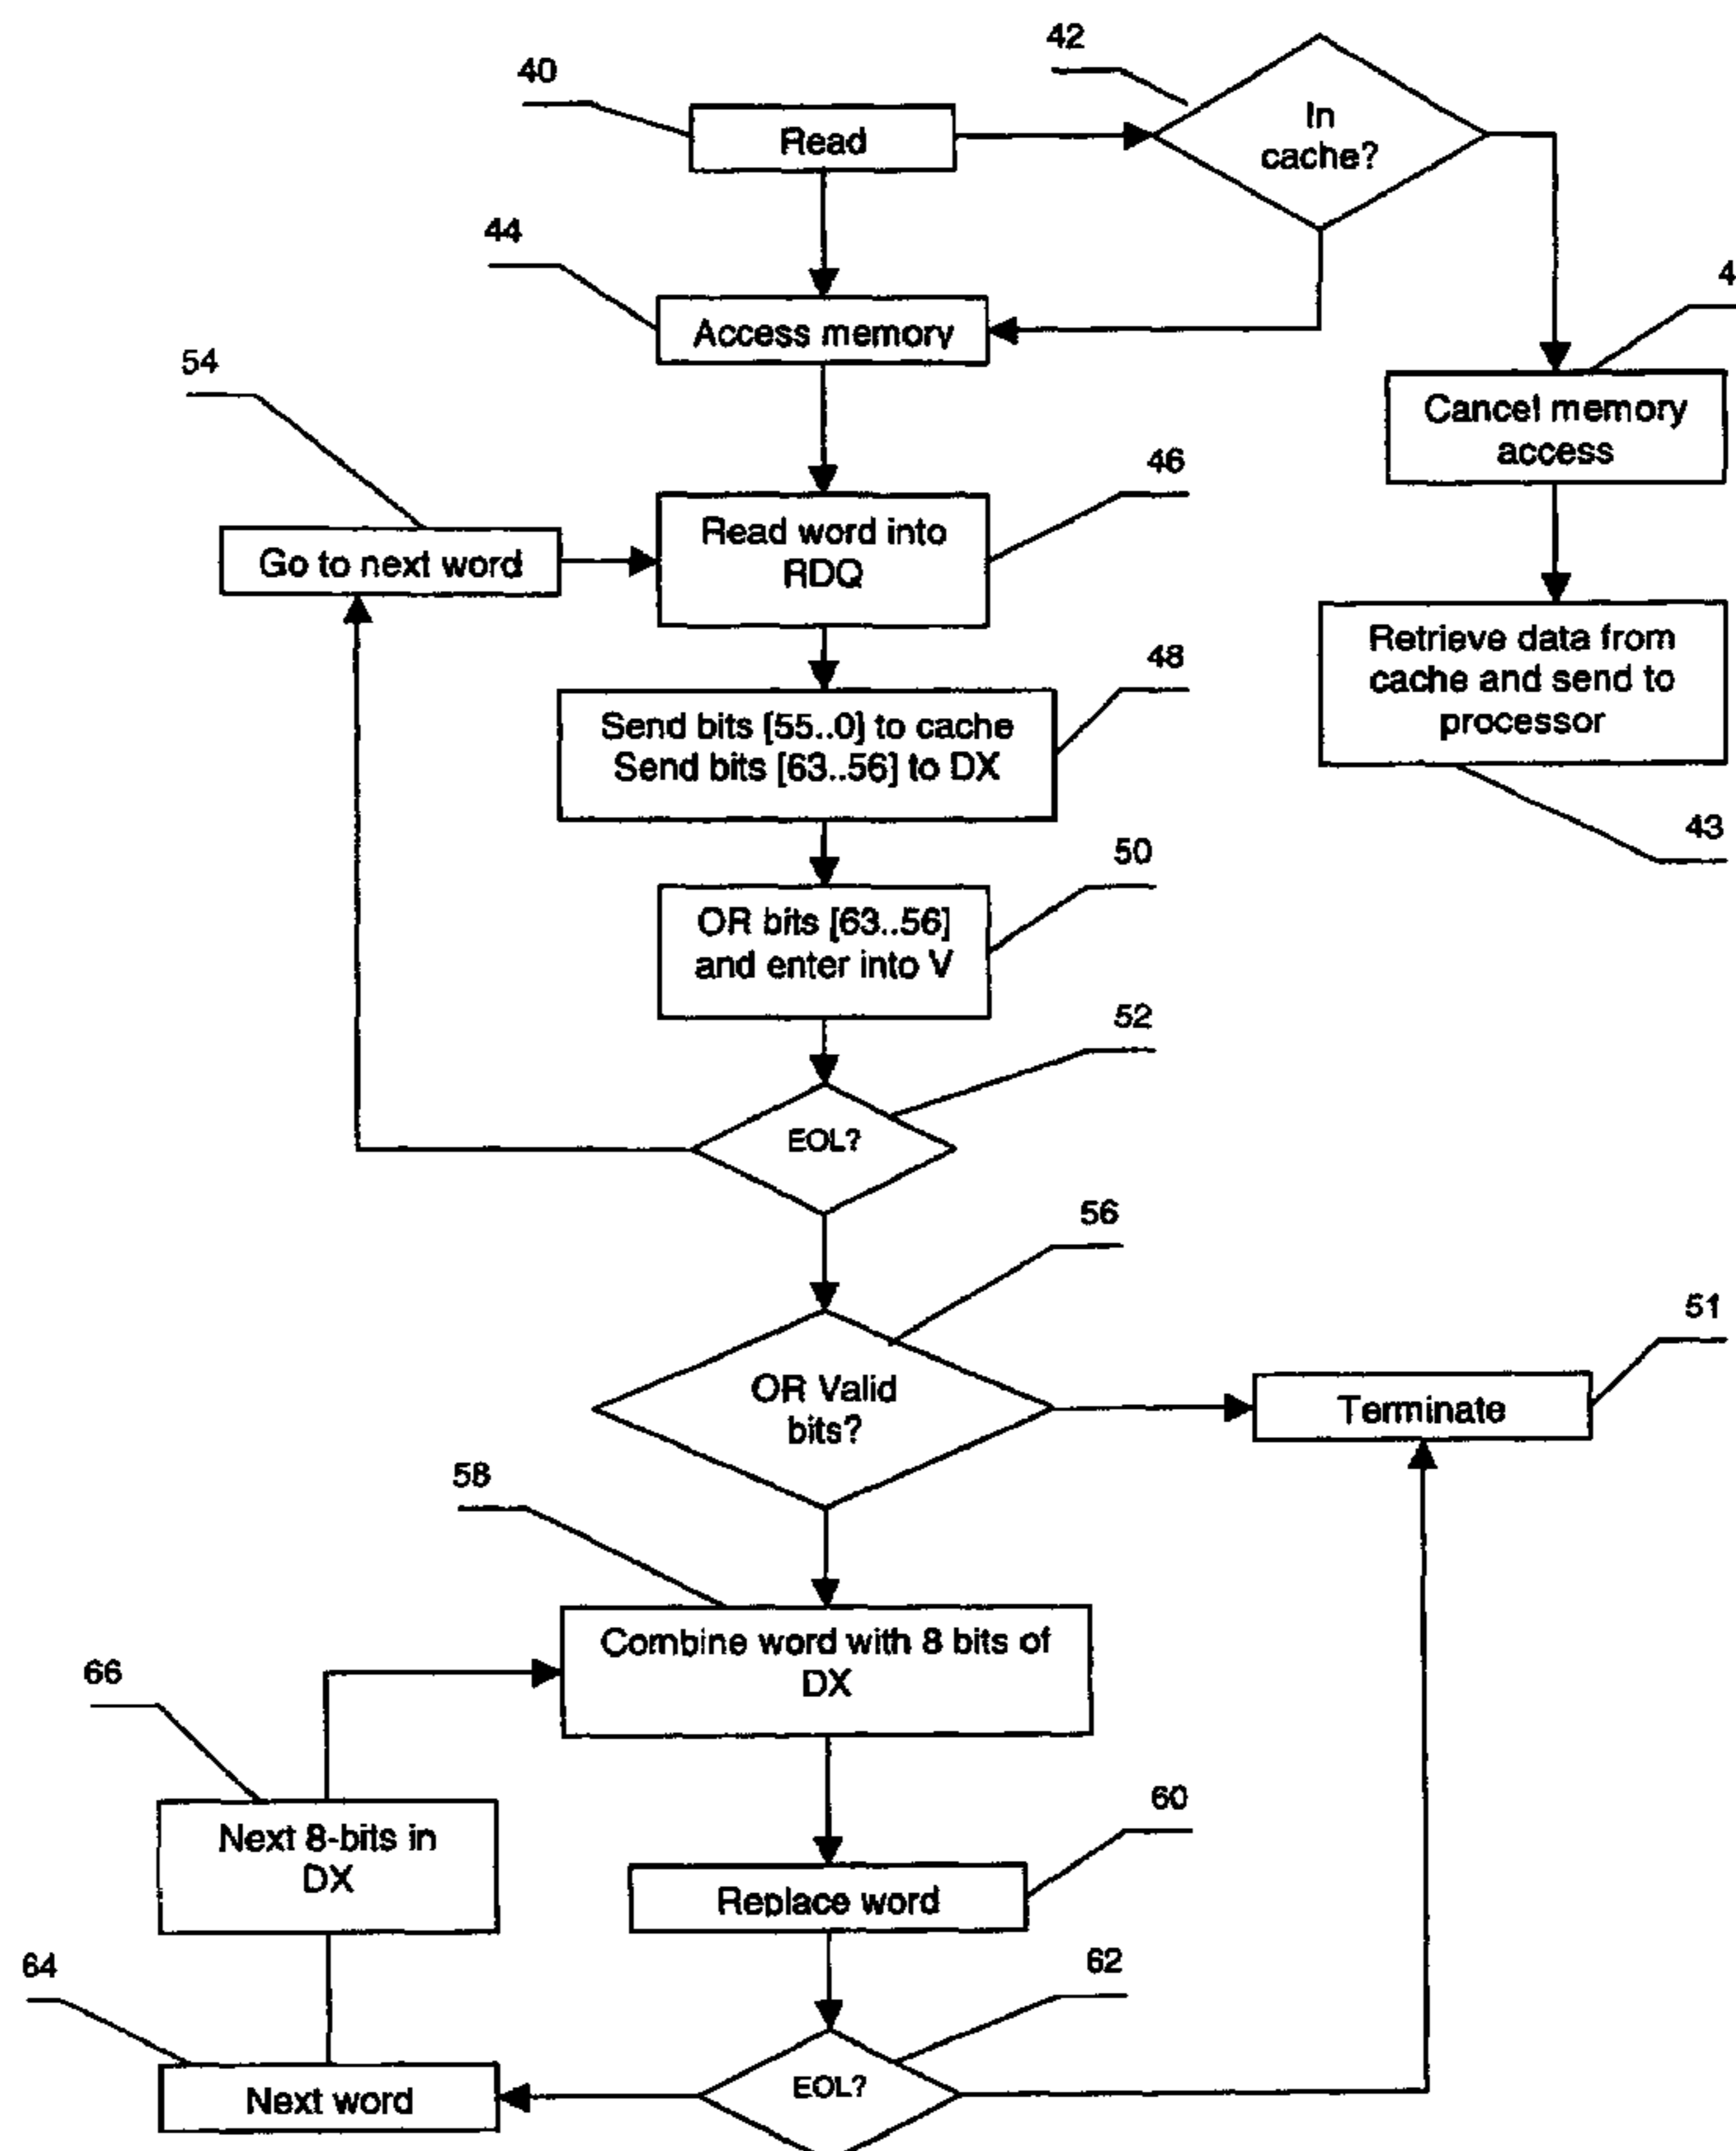 42
40
In
cache?
Read
44
4
Access memory
54
Cancel memory
access
46
Read word into
RDQ
Go to next word
Retrieve data from
cache and send to
processor
48
Send bits [55..0] to cache
Send bits [63..56] to DX
43
50
OR bits [63..56]
and enter into V
52
EOL?
56
51
OR Valid
bits?
Terminate
58
Combine word with 8 bits of
DX
66
60
Next 8-bits in
DX
Replace word
62
64
EOL?
Next word